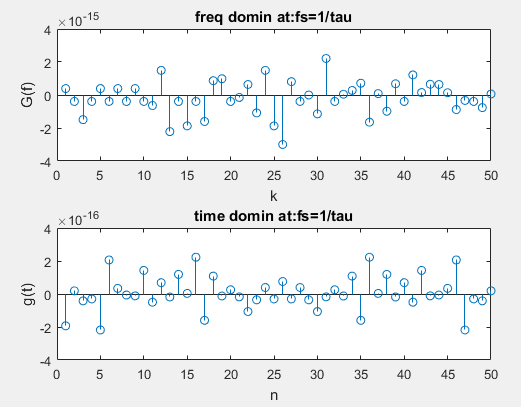 freq domin at:fs=1/tau
×10⁻¹⁵
4
2
0
-2
-4
G(f)
0 5 10 15 20 25 30 35 40 45 50
k
time domin at:fs=1/tau
×10⁻¹⁶
4
2
0
-2
-4
g(t)
0 5 10 15 20 25 30 35 40 45 50
n